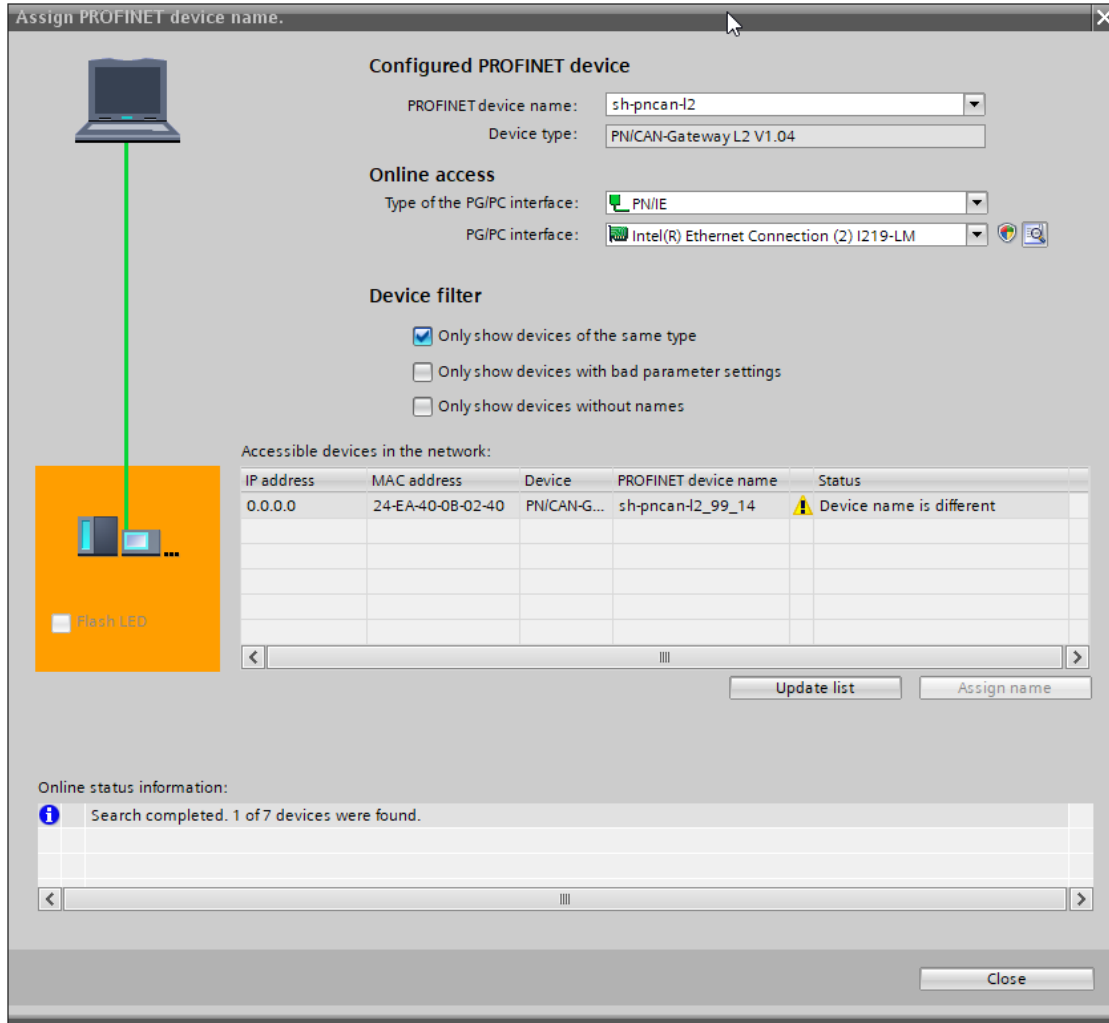 Assign PROFINET device name.
Configured PROFINET device
PROFINET device name: sh-pncan-l2
Device type: PN/CAN-Gateway L2 V1.04
Online access
Type of the PG/PC interface: PN/IE
PG/PC interface: Intel(R) Ethernet Connection (2) I219-LM
Device filter
Only show devices of the same type
Only show devices with bad parameter settings
Only show devices without names
Accessible devices in the network:
IP address MAC address Device PROFINET device name Status
0.0.0.0 24-EA-40-0B-02-40 PN/CAN-G... sh-pncan-l2_99_14 Device name is different
Flash LED
Update list Assign name
Online status information:
Search completed. 1 of 7 devices were found.
Close